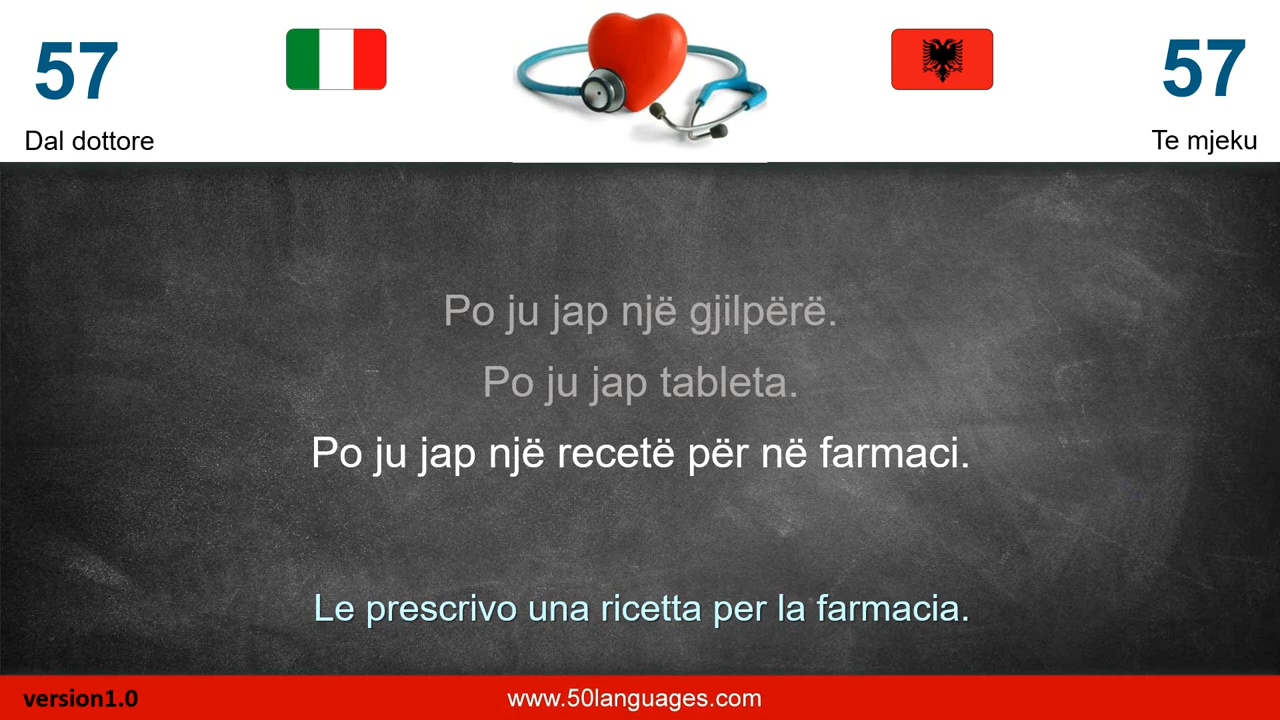 57
57
Dal dottore
Te mjeku
Po ju jap një gjilpërë.
Po ju jap tableta.
Po ju jap një recetë për në farmaci.
Le prescrivo una ricetta per la farmacia.
version1.0
www.50languages.com